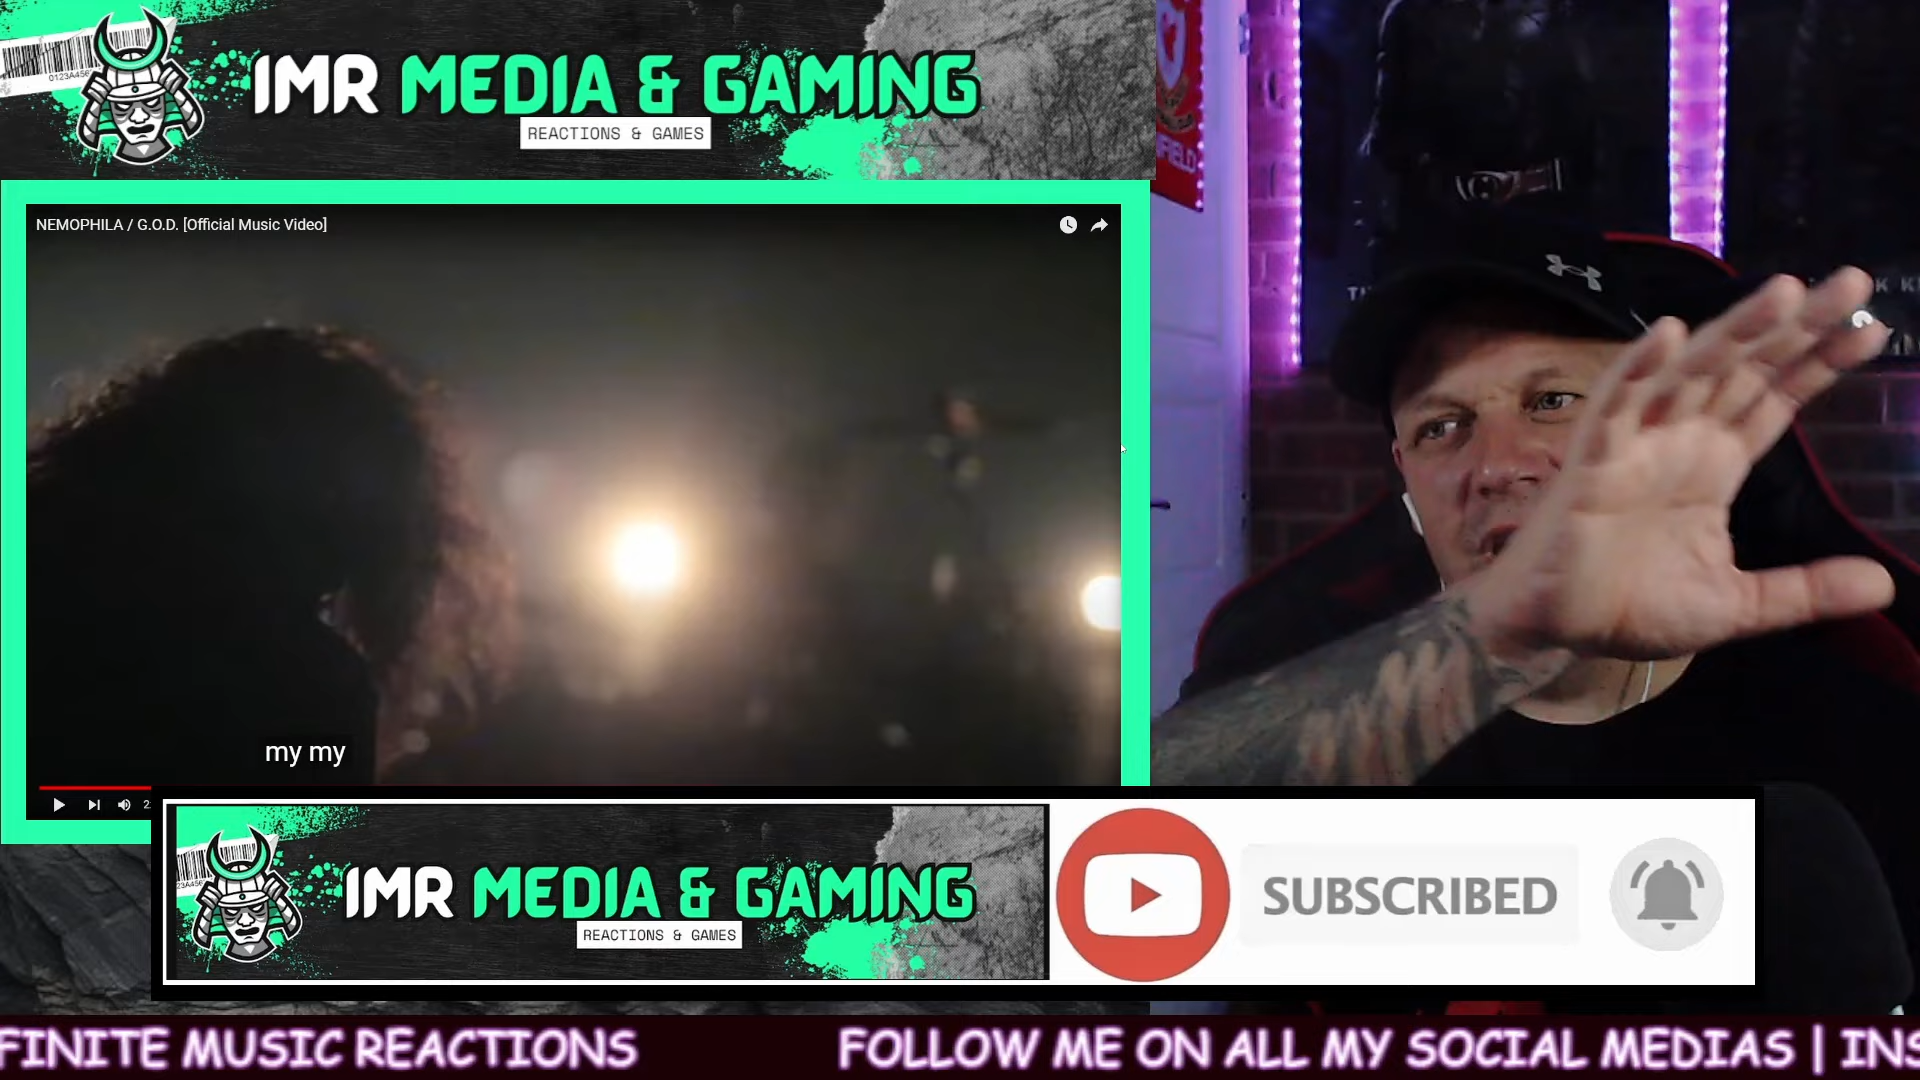 0123A456
IMR MEDIA & GAMING
REACTIONS & GAMES
NEMOPHILA / G.O.D. [Official Music Video]
my my
IMR MEDIA & GAMING
REACTIONS & GAMES
SUBSCRIBED
FINITE MUSIC REACTIONS
FOLLOW ME ON ALL MY SOCIAL MEDIAS | INS